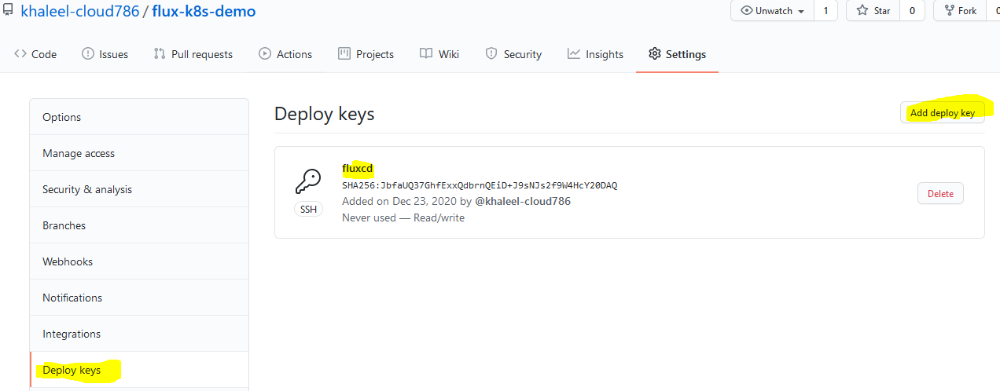 khaleel-cloud786 / flux-k8s-demo
Unwatch 1 Star 0 Fork 0
Code Issues Pull requests Actions Projects Wiki Security Insights Settings
Options
Manage access
Security & analysis
Branches
Webhooks
Notifications
Integrations
Deploy keys
Deploy keys
Add deploy key
fluxcd
SHA256:JbfaUQ37GhfExxQdbrnQEiD+J9sNJs2f9W4HcY20DAQ
SSH
Added on Dec 23, 2020 by @khaleel-cloud786
Never used — Read/write
Delete